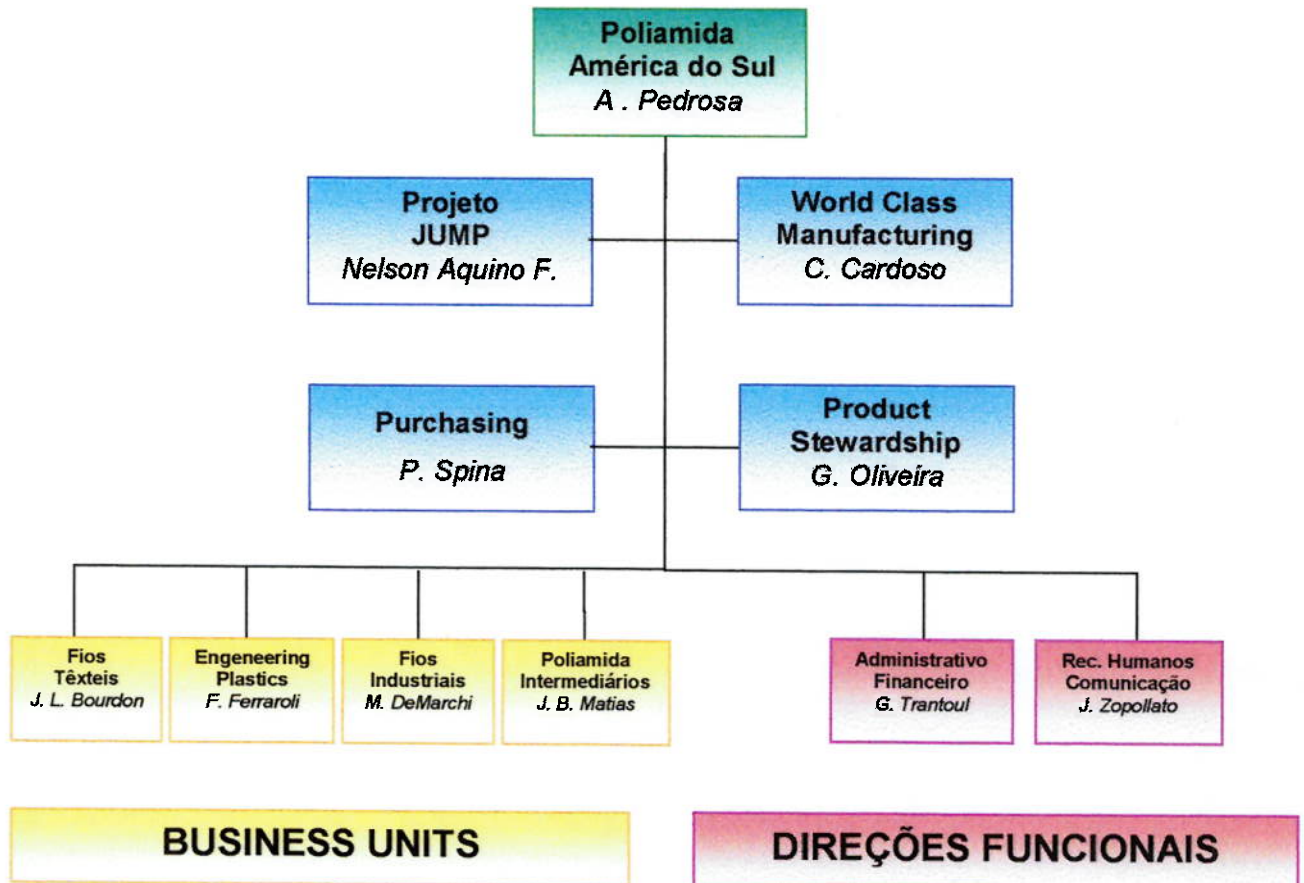 Poliamida
América do Sul
A . Pedrosa
Projeto
JUMP
Nelson Aquino F.
World Class
Manufacturing
C. Cardoso
Purchasing
P. Spina
Product
Stewardship
G. Oliveira
Fios
Têxteis
J. L. Bourdon
Engeneering
Plastics
F. Ferraroli
Fios
Industriais
M. DeMarchi
Poliamida
Intermediários
J. B. Matias
Administrativo
Financeiro
G. Trantoul
Rec. Humanos
Comunicação
J. Zopollato
BUSINESS UNITS
DIREÇÕES FUNCIONAIS